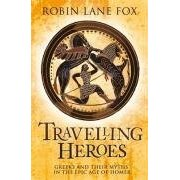 ROBIN LANE FOX
TRAVELLING
HEROES
GREEKS AND THEIR MYTHS
IN THE EPIC AGE OF HOMER